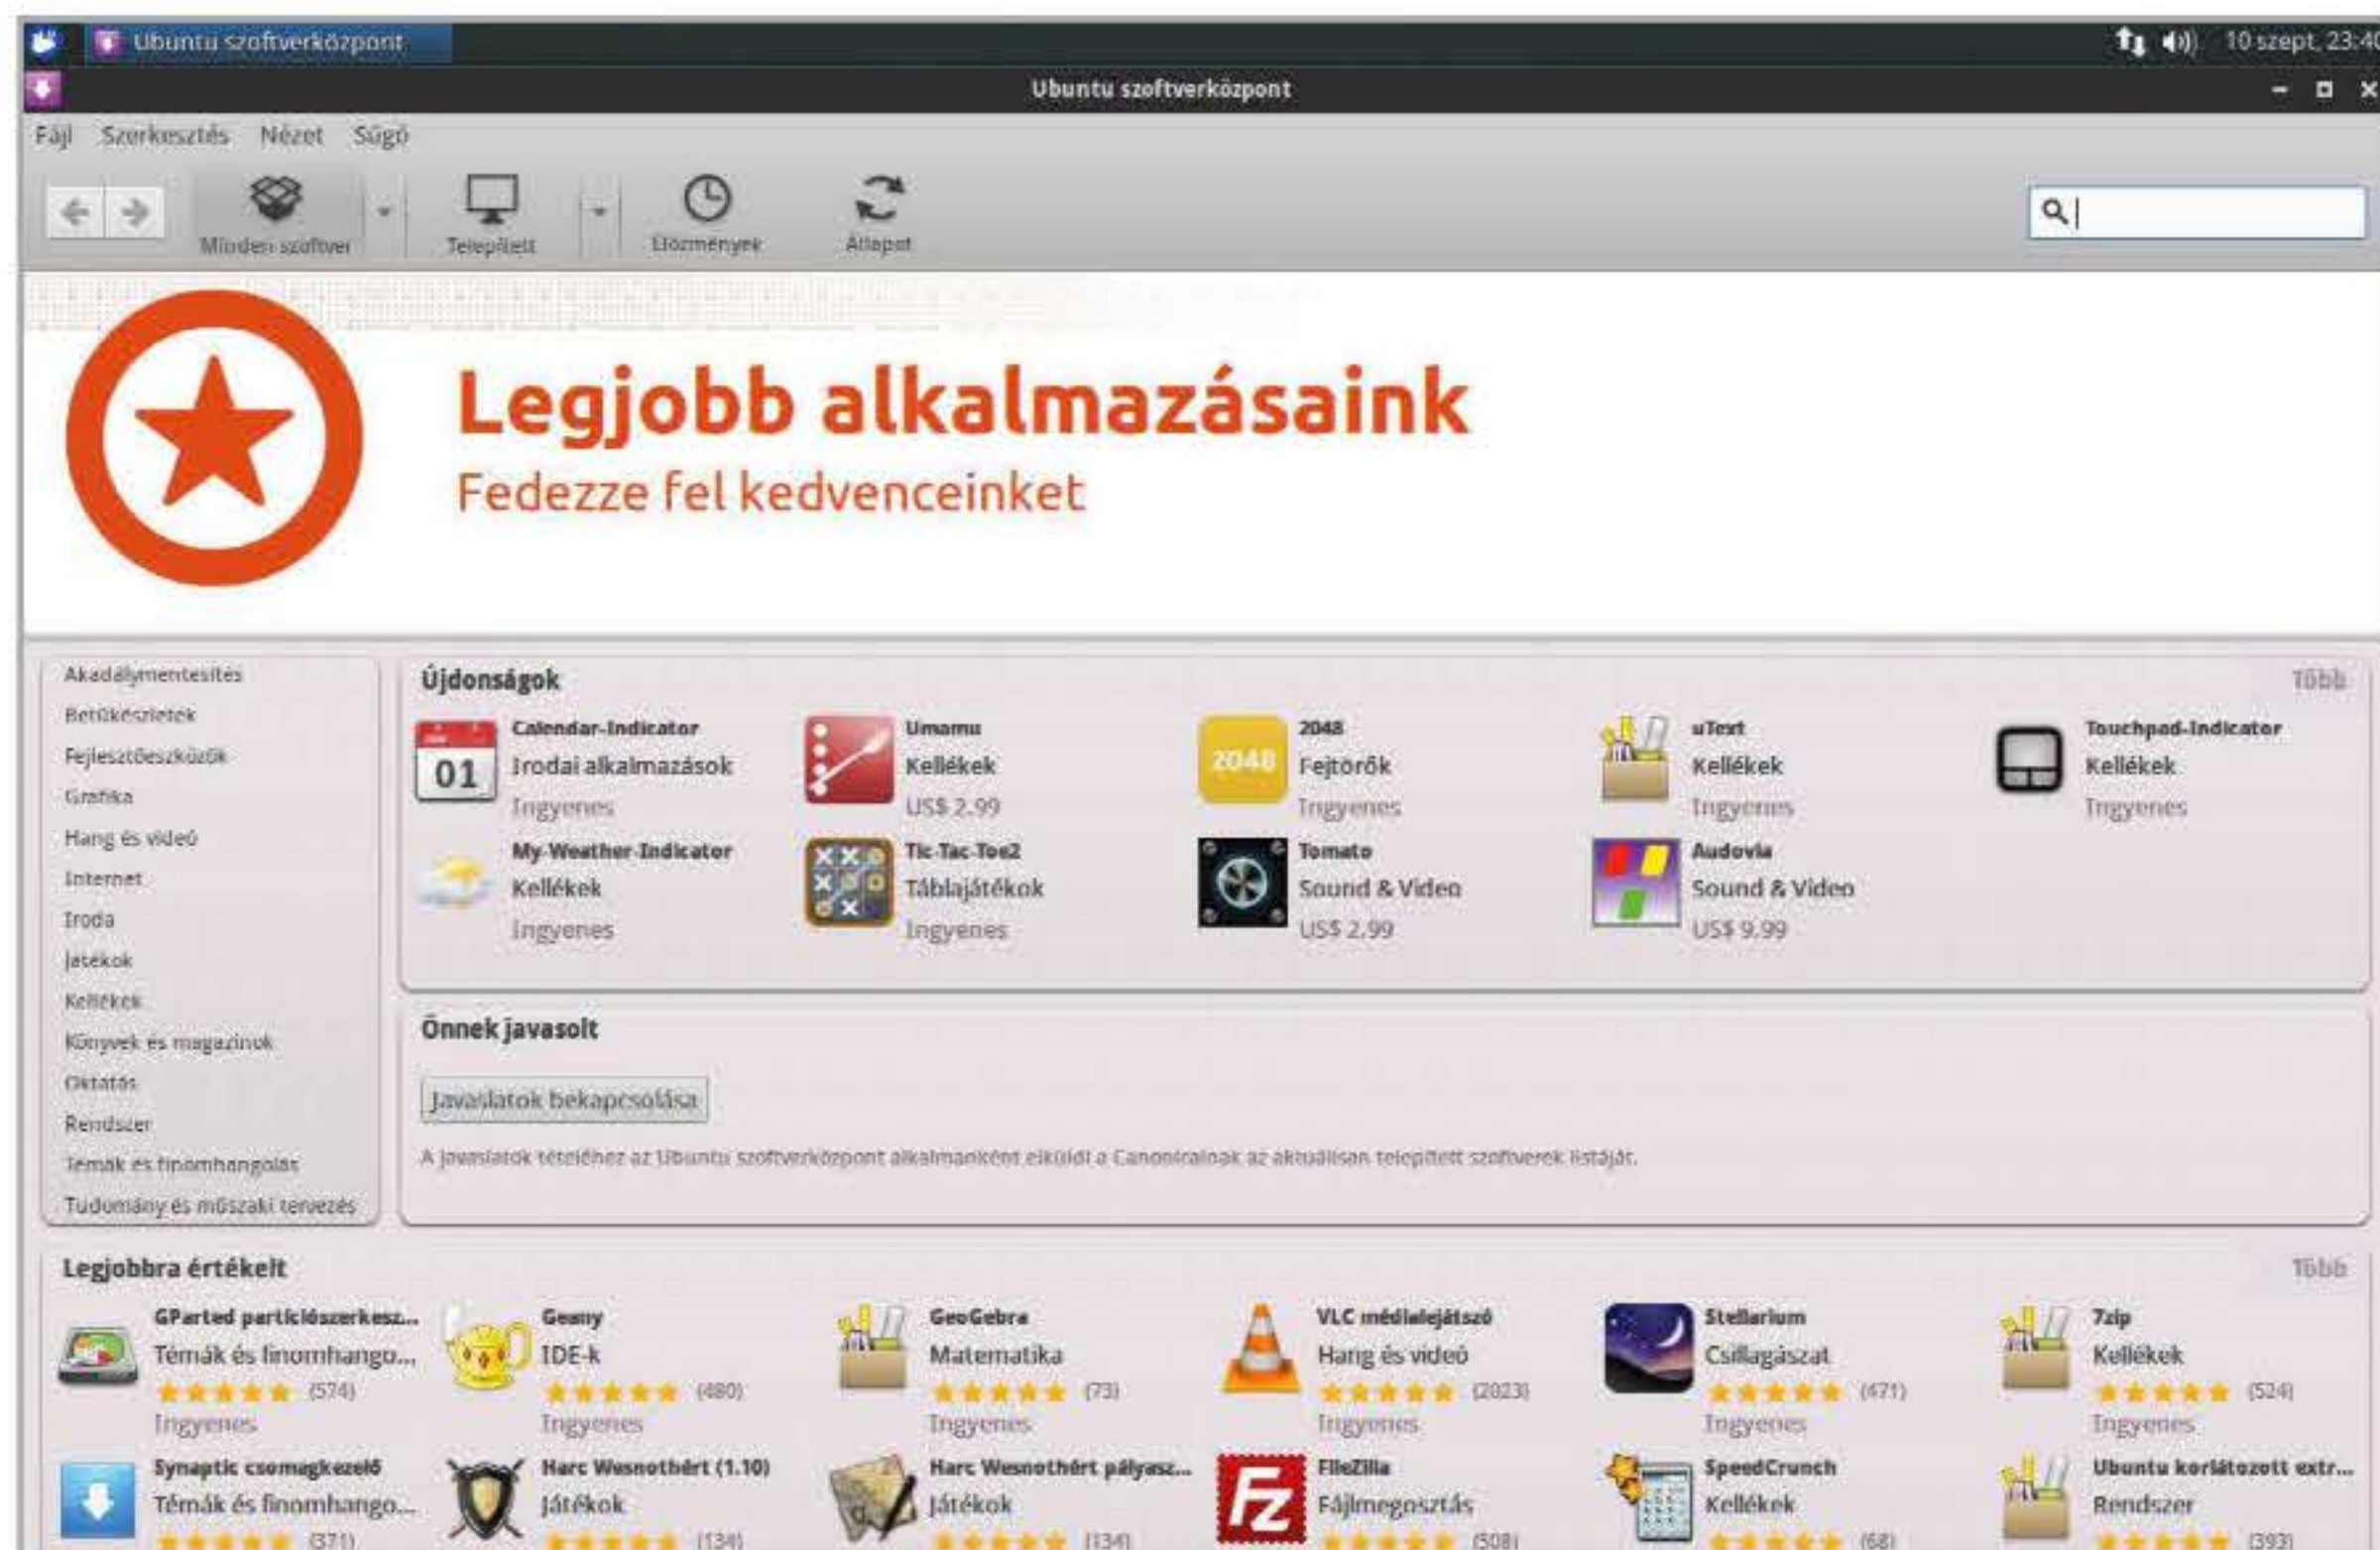 Ubuntu szoftverközpont
10 szept, 23:40
Ubuntu szoftverközpont
Fájl Szerkesztés Nézet Súgó
Minden szoftver Telepített Előzmények Állapot
Legjobb alkalmazásaink
Fedezze fel kedvenceinket
Akadálymentesítés
Betűkészletek
Fejlesztőeszközök
Grafika
Hang és videó
Internet
Iroda
Játékok
Kellékek
Könyvek és magazinok
Oktatás
Rendszer
Témák és finomhangolás
Tudomány és műszaki tervezés
Újdonságok Több
Calendar-Indicator
Irodai alkalmazások
Ingyenes
Umamu
Kellékek
US$ 2.99
2048
2048
Fejtörők
Ingyenes
uText
Kellékek
Ingyenes
Touchpad-Indicator
Kellékek
Ingyenes
01
My-Weather-Indicator
Kellékek
Ingyenes
Tic-Tac-Toe2
Táblajátékok
Ingyenes
Tomato
Sound & Video
US$ 2.99
Audovia
Sound & Video
US$ 9.99
Önnek javasolt
Javaslatok bekapcsolása
A javaslatok tételéhez az Ubuntu szoftverközpont alkalmanként elküldi a Canonicalnak az aktuálisan telepített szoftverek listáját.
Legjobbra értékelt Több
GParted partíciószerkesz...
Témák és finomhango...
(574)
Ingyenes
Geany
IDE-k
(480)
Ingyenes
GeoGebra
Matematika
(73)
Ingyenes
VLC médialejátszó
Hang és videó
(2023)
Ingyenes
Stellarium
Csillagászat
(471)
Ingyenes
7zip
Kellékek
(524)
Ingyenes
Synaptic csomagkezelő
Témák és finomhango...
(371)
Harc Wesnothért (1.10)
Játékok
(134)
Harc Wesnothért pályasz...
Játékok
(134)
Fz
FileZilla
Fájlmegosztás
(508)
SpeedCrunch
Kellékek
(68)
Ubuntu korlátozott extr...
Rendszer
(393)